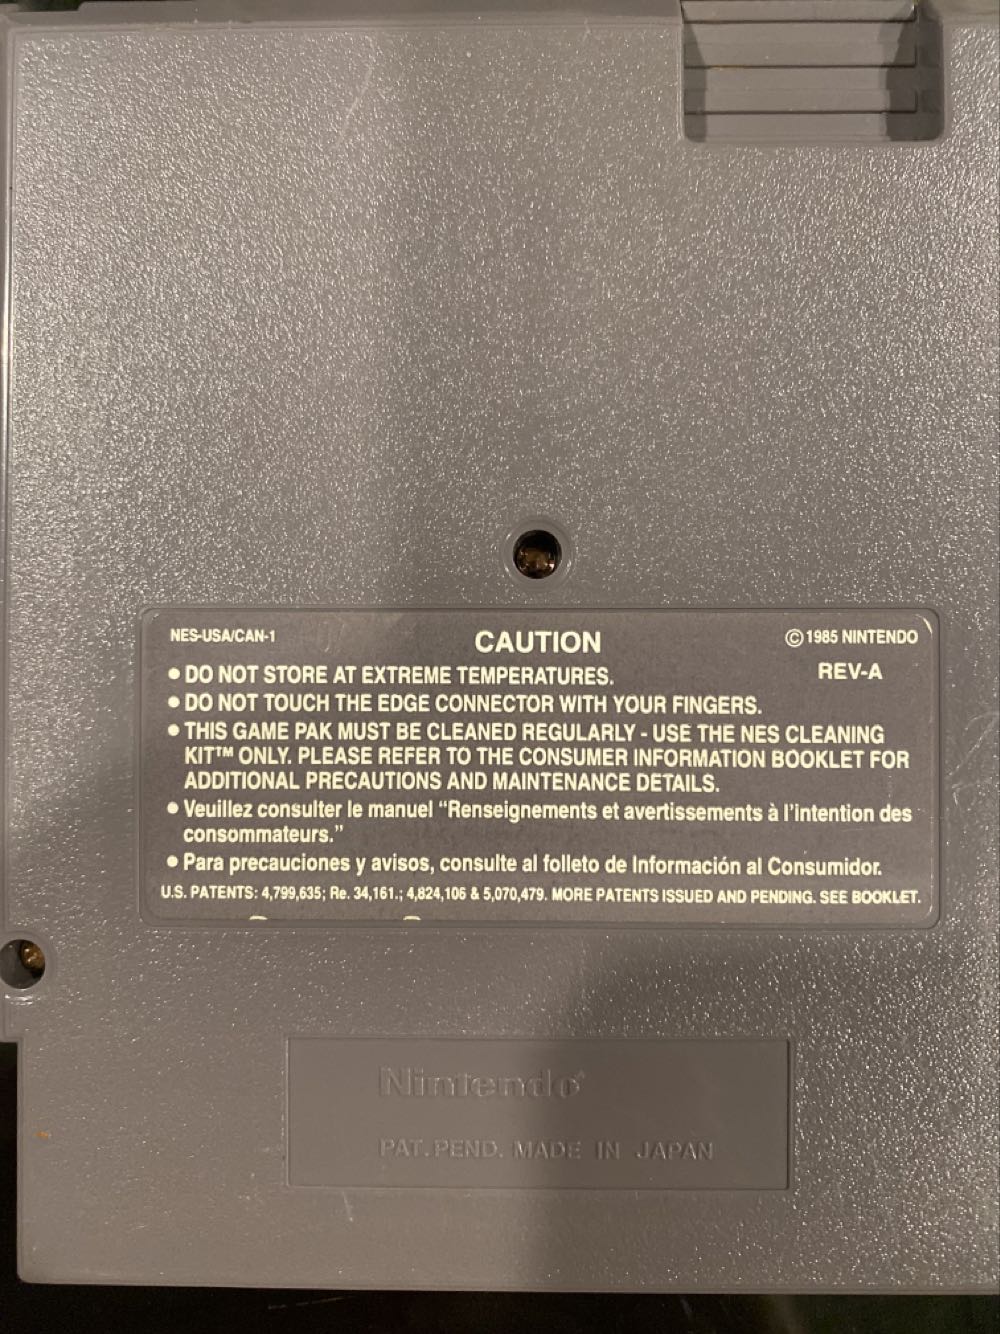 NES-USA/CAN-1
CAUTION
©1985 NINTENDO
REV-A
● DO NOT STORE AT EXTREME TEMPERATURES.
● DO NOT TOUCH THE EDGE CONNECTOR WITH YOUR FINGERS.
● THIS GAME PAK MUST BE CLEANED REGULARLY - USE THE NES CLEANING
KIT™ ONLY. PLEASE REFER TO THE CONSUMER INFORMATION BOOKLET FOR
ADDITIONAL PRECAUTIONS AND MAINTENANCE DETAILS.
● Veuillez consulter le manuel “Renseignements et avertissements à l’intention des
consommateurs.”
● Para precauciones y avisos, consulte al folleto de Información al Consumidor.
U.S. PATENTS: 4,799,635; Re. 34,161.; 4,824,106 & 5,070,479. MORE PATENTS ISSUED AND PENDING. SEE BOOKLET.
Nintendo®
PAT. PEND. MADE IN JAPAN